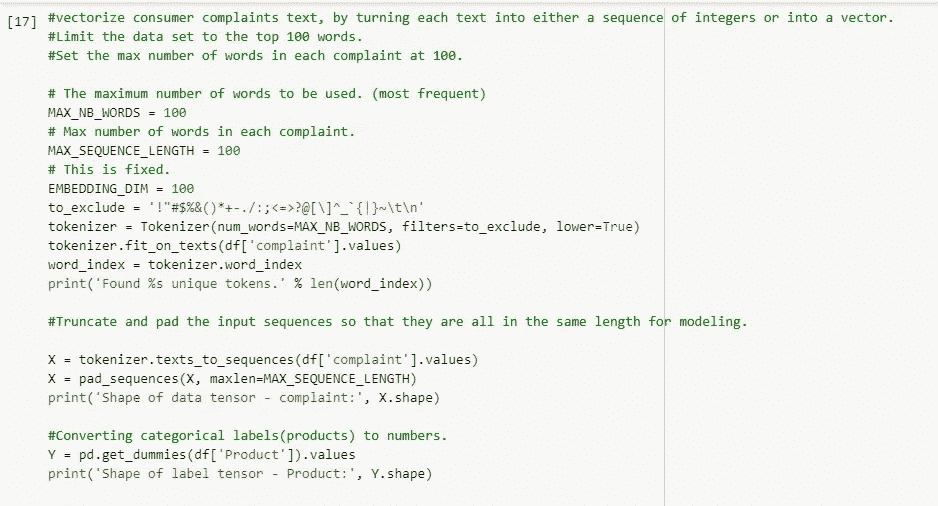 [17] #vectorize consumer complaints text, by turning each text into either a sequence of integers or into a vector.
#Limit the data set to the top 100 words.
#Set the max number of words in each complaint at 100.
# The maximum number of words to be used. (most frequent)
MAX_NB_WORDS = 100
# Max number of words in each complaint.
MAX_SEQUENCE_LENGTH = 100
# This is fixed.
EMBEDDING_DIM = 100
to_exclude = '!"#$%&()*+-./:;<=>?@[\]^_`{|}~\t\n'
tokenizer = Tokenizer(num_words=MAX_NB_WORDS, filters=to_exclude, lower=True)
tokenizer.fit_on_texts(df['complaint'].values)
word_index = tokenizer.word_index
print('Found %s unique tokens.' % len(word_index))
#Truncate and pad the input sequences so that they are all in the same length for modeling.
X = tokenizer.texts_to_sequences(df['complaint'].values)
X = pad_sequences(X, maxlen=MAX_SEQUENCE_LENGTH)
print('Shape of data tensor - complaint:', X.shape)
#Converting categorical labels(products) to numbers.
Y = pd.get_dummies(df['Product']).values
print('Shape of label tensor - Product:', Y.shape)